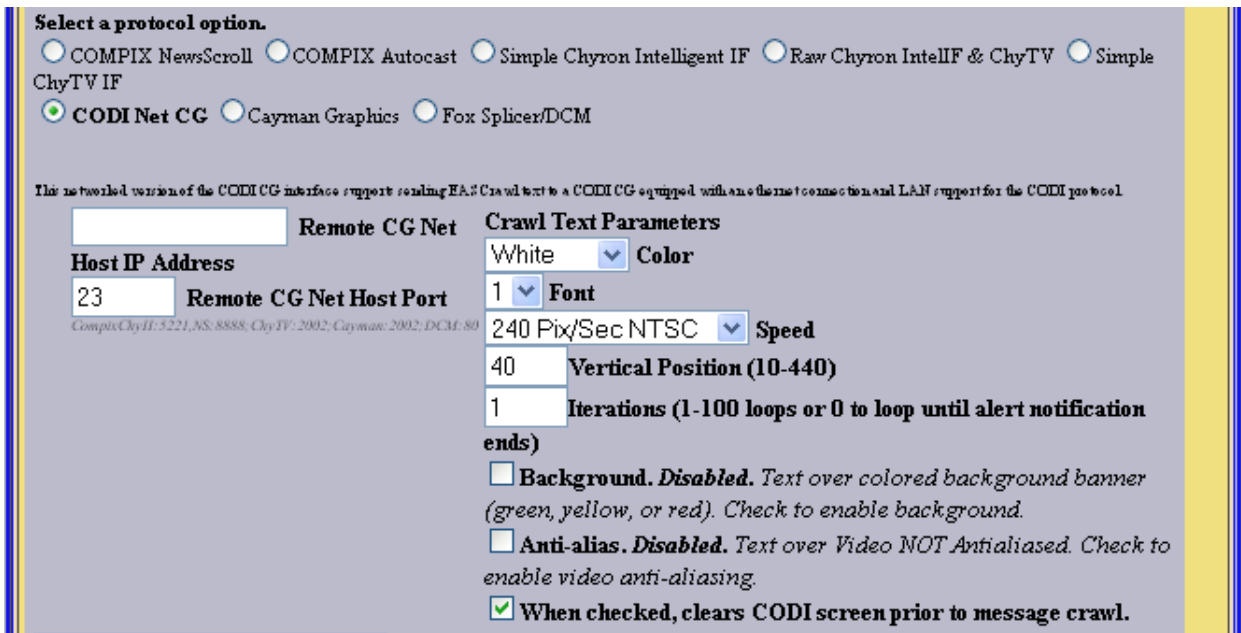 Select a protocol option.
COMPIX NewsScroll COMPIX Autocast Simple Chyron Intelligent IF Raw Chyron IntelIF & ChyTV Simple
ChyTV IF
CODI Net CG Cayman Graphics Fox Splicer/DCM
This networked version of the CODI CG interface supports sending EAS Crawl text to a CODI CG equipped with an ethernet connection and LAN support for the CODI protocol.
Remote CG Net
Host IP Address
23 Remote CG Net Host Port
CompixChyII: 5221, NS: 8888; ChyTV: 2002; Cayman: 2002; DCM: 80
Crawl Text Parameters
White Color
1 Font
240 Pix/Sec NTSC Speed
40 Vertical Position (10-440)
1 Iterations (1-100 loops or 0 to loop until alert notification
ends)
Background. Disabled. Text over colored background banner
(green, yellow, or red). Check to enable background.
Anti-alias. Disabled. Text over Video NOT Antialiased. Check to
enable video anti-aliasing.
When checked, clears CODI screen prior to message crawl.